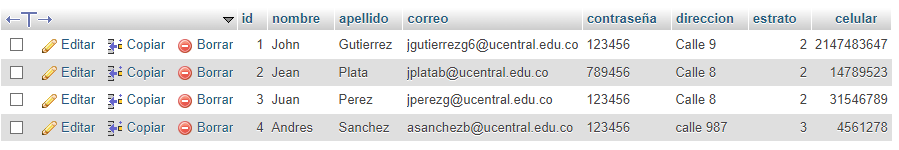 id nombre apellido correo contraseña direccion estrato celular
Editar Copiar Borrar 1 John Gutierrez jgutierrezg6@ucentral.edu.co 123456 Calle 9 2 2147483647
Editar Copiar Borrar 2 Jean Plata jplatab@ucentral.edu.co 789456 Calle 8 2 14789523
Editar Copiar Borrar 3 Juan Perez jperezg@ucentral.edu.co 123456 Calle 8 2 31546789
Editar Copiar Borrar 4 Andres Sanchez asanchezb@ucentral.edu.co 123456 calle 987 3 4561278